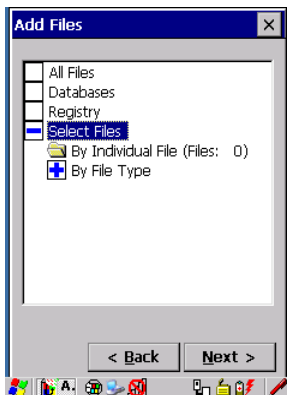 Add Files
All Files
Databases
Registry
Select Files
By Individual File (Files: 0)
By File Type
< Back Next >
A.